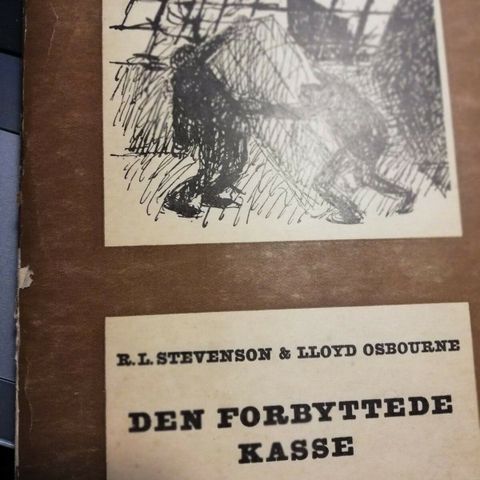 R. L. STEVENSON & LLOYD OSBOURNE
DEN FORBYTTEDE
KASSE